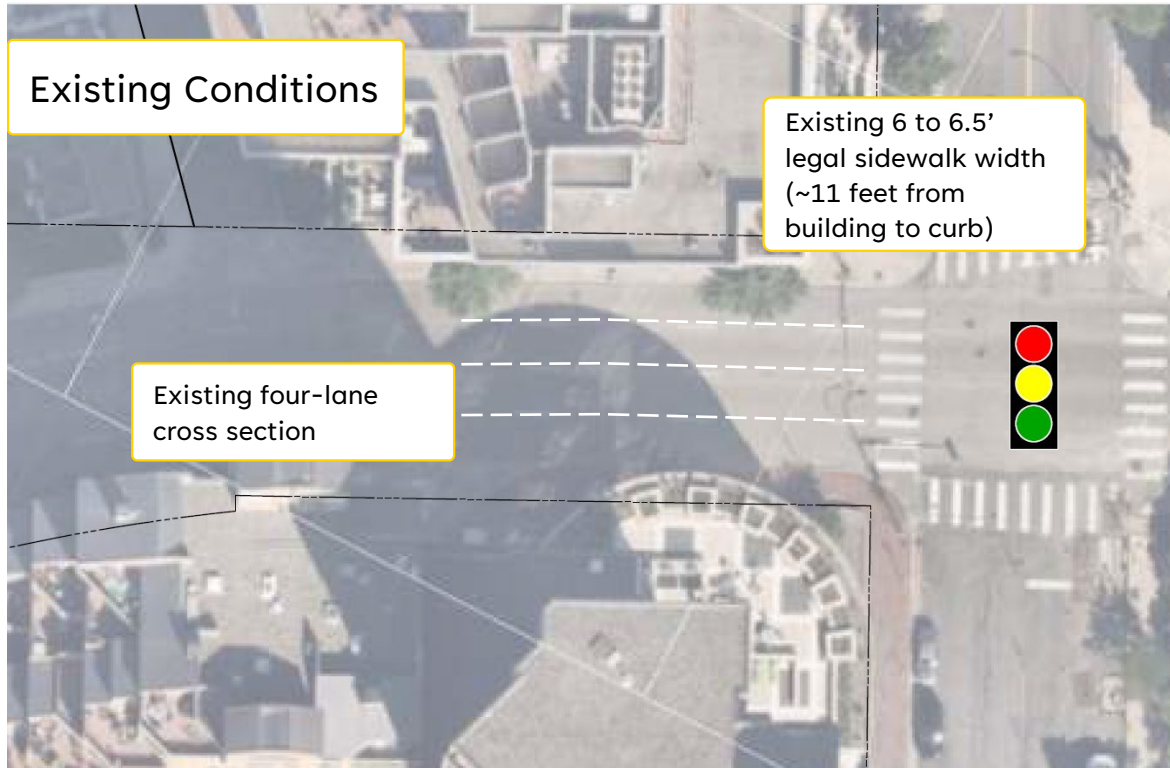 Existing Conditions
Existing 6 to 6.5’
legal sidewalk width
(~11 feet from
building to curb)
Existing four-lane
cross section